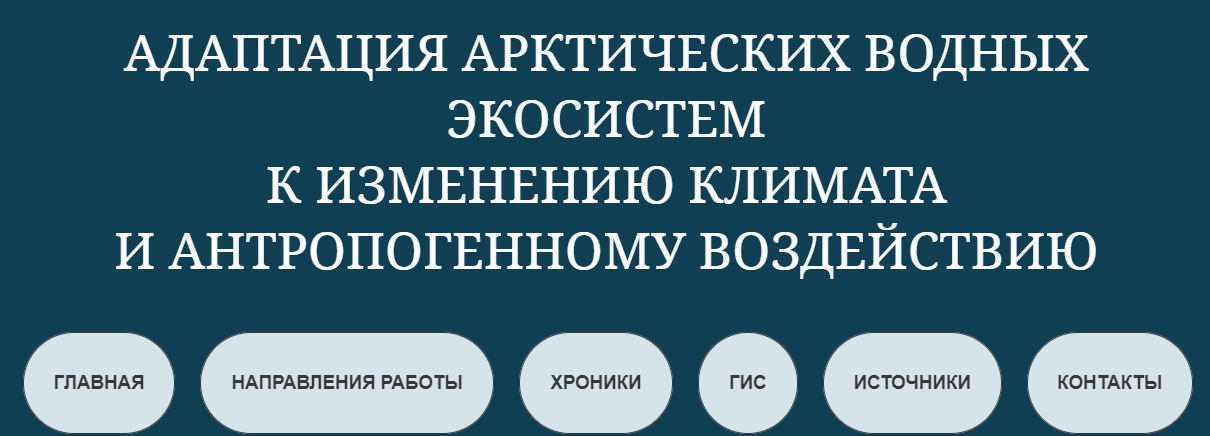 АДАПТАЦИЯ АРКТИЧЕСКИХ ВОДНЫХ
ЭКОСИСТЕМ
К ИЗМЕНЕНИЮ КЛИМАТА
И АНТРОПОГЕННОМУ ВОЗДЕЙСТВИЮ
ГЛАВНАЯ НАПРАВЛЕНИЯ РАБОТЫ ХРОНИКИ ГИС ИСТОЧНИКИ КОНТАКТЫ